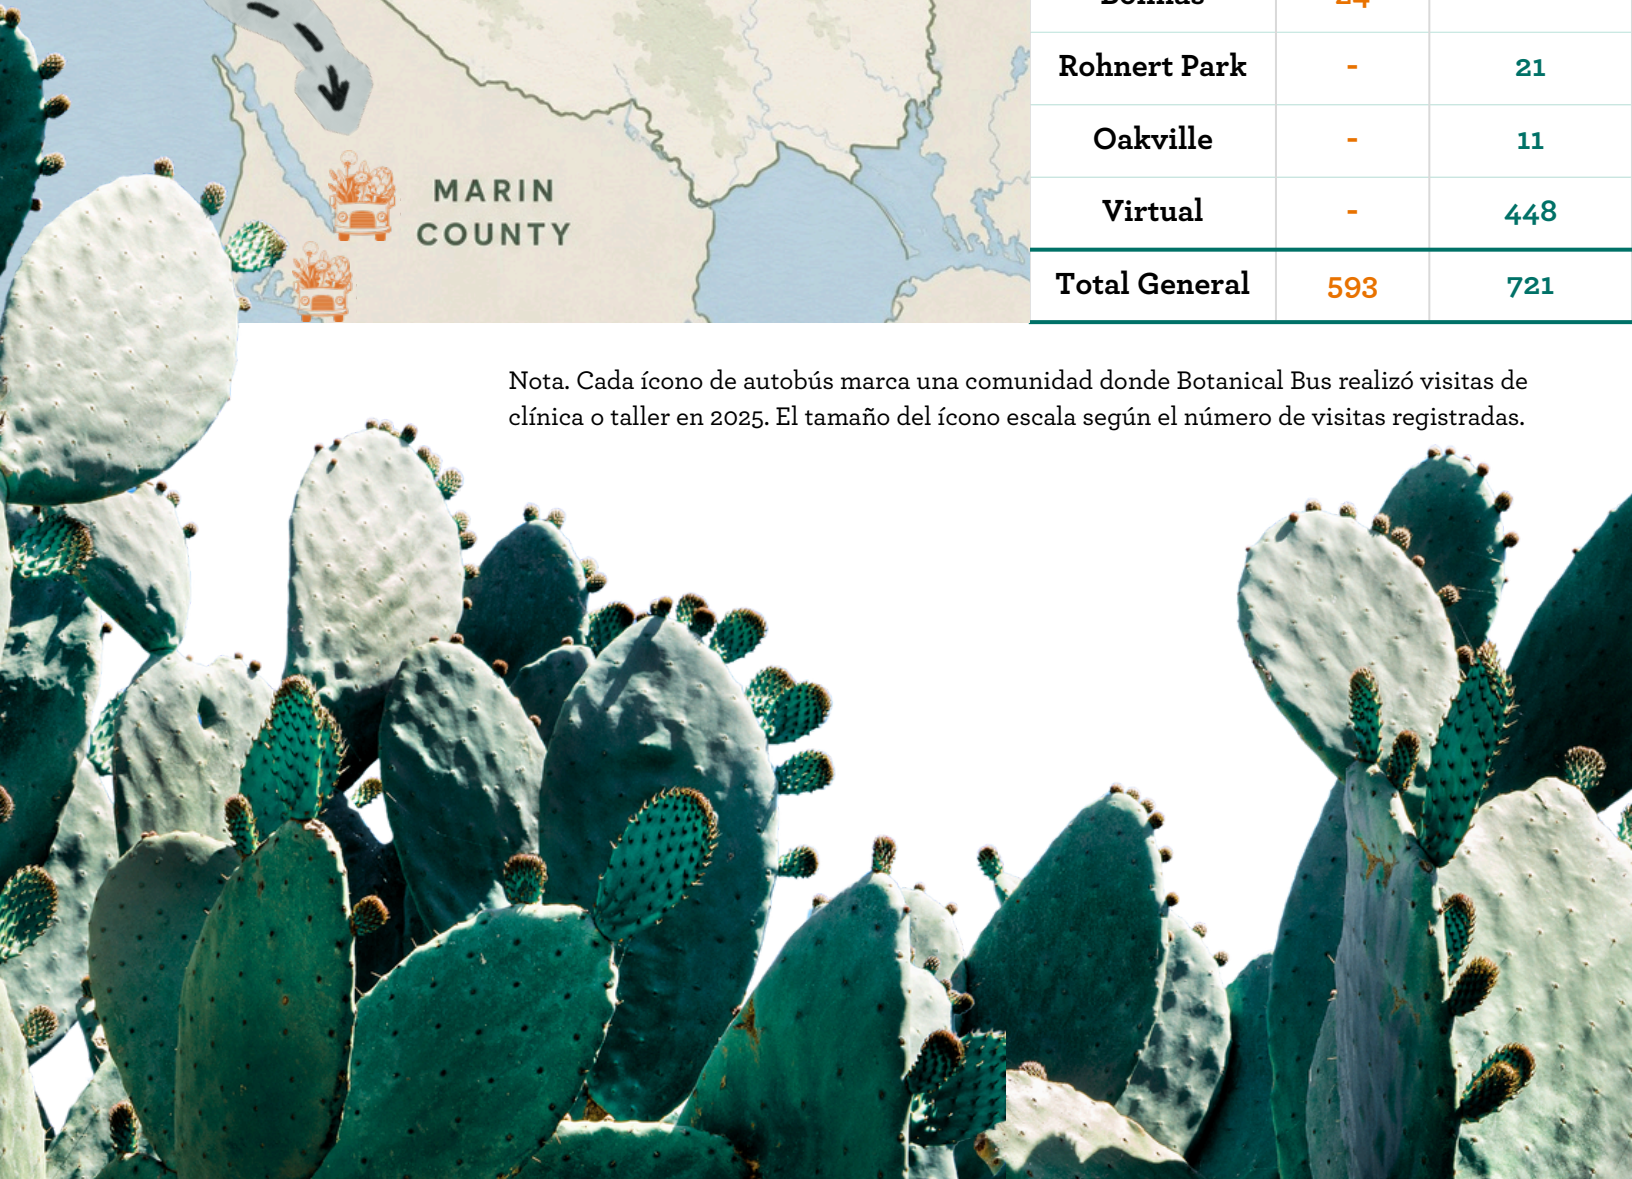 Bolinas 24
Rohnert Park - 21
Oakville - 11
Virtual - 448
Total General 593 721
MARIN
COUNTY
Nota. Cada ícono de autobús marca una comunidad donde Botanical Bus realizó visitas de
clínica o taller en 2025. El tamaño del ícono escala según el número de visitas registradas.